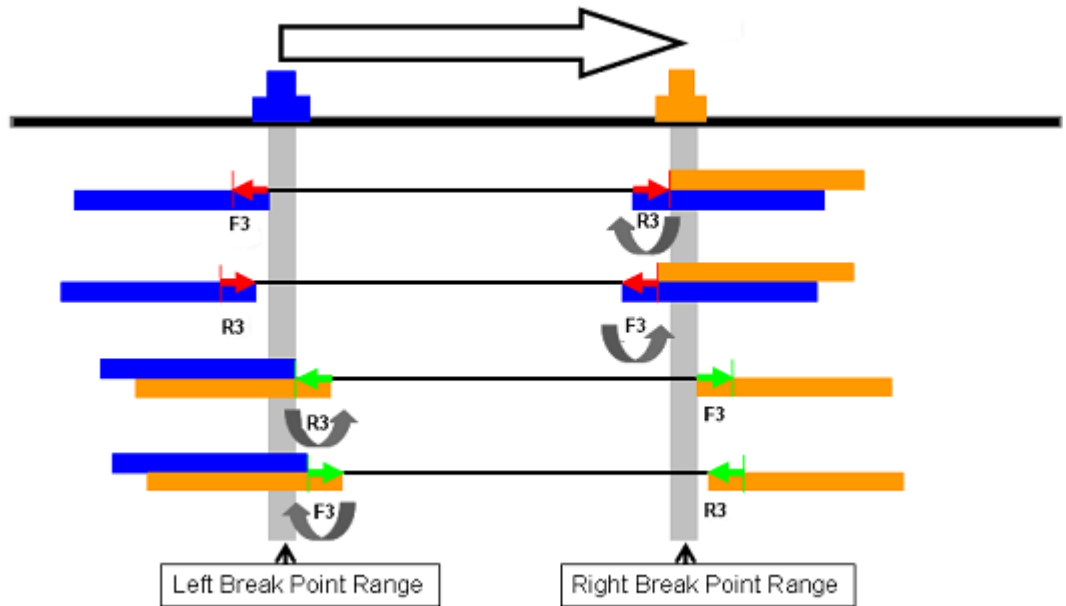 F3
R3
R3
F3
R3
F3
F3
R3
Left Break Point Range
Right Break Point Range